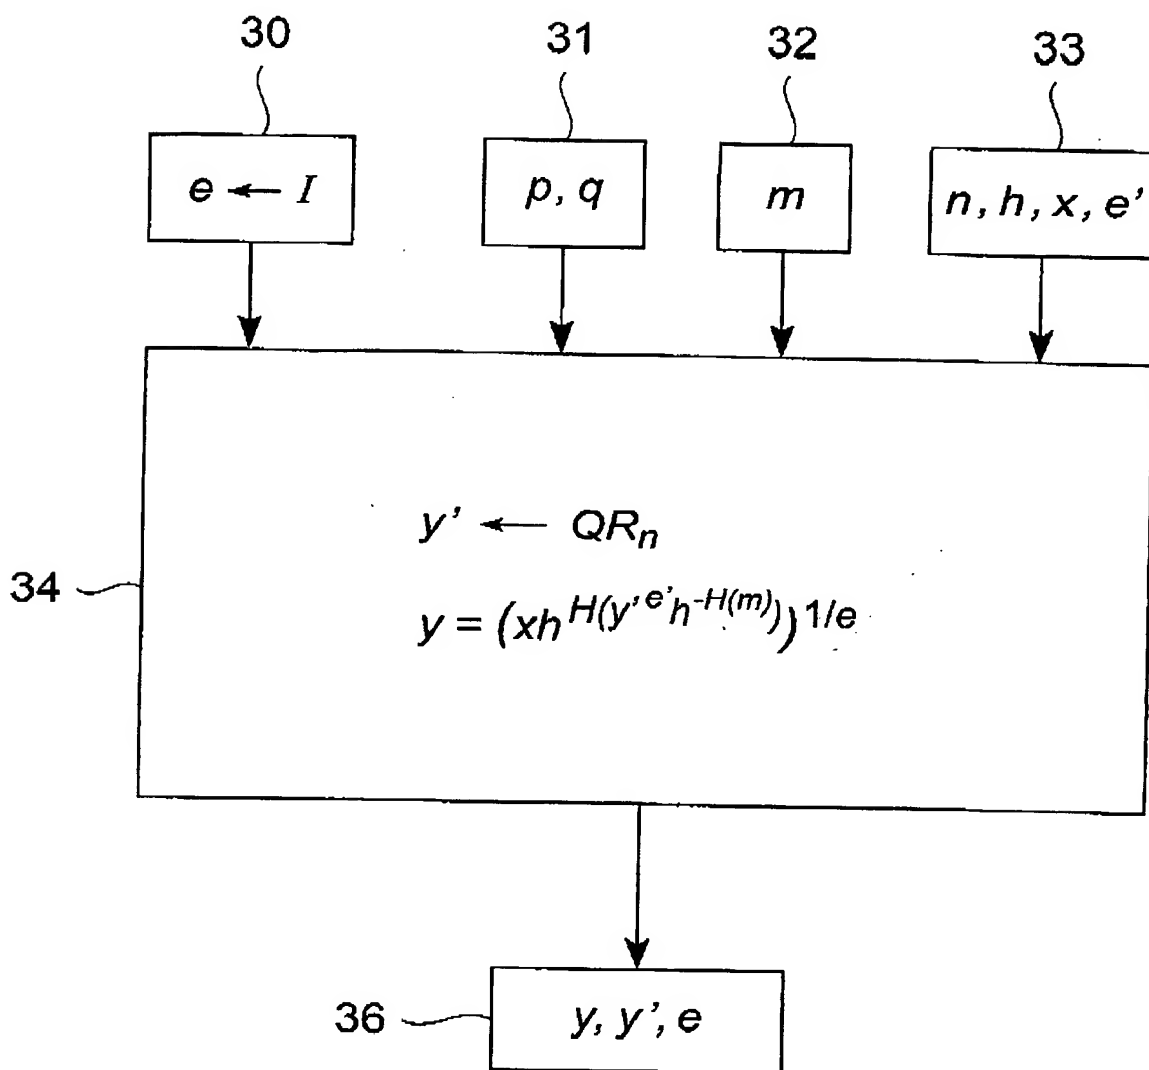 30 31 32 33
e ← I p, q m n, h, x, e’
y’ ← QRₙ
34
y = (xh^H(y’^e’ h^-H(m)))^1/e
36 y, y’, e